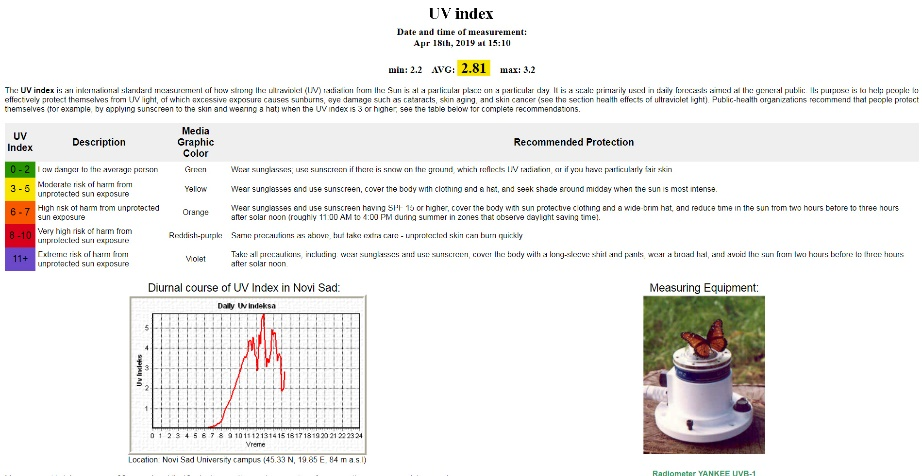 UV index
Date and time of measurement:
Apr 18th, 2019 at 15:10
min: 2.2 AVG: 2.81 max: 3.2
The UV index is an international standard measurement of how strong the ultraviolet (UV) radiation from the Sun is at a particular place on a particular day. It is a scale primarily used in daily forecasts aimed at the general public. Its purpose is to help people to
effectively protect themselves from UV light, of which excessive exposure causes sunburns, eye damage such as cataracts, skin aging, and skin cancer (see the section health effects of ultraviolet light). Public-health organizations recommend that people protect
themselves (for example, by applying sunscreen to the skin and wearing a hat) when the UV index is 3 or higher; see the table below for complete recommendations.
UV Index Description Media Graphic Color Recommended Protection
0 - 2 Low danger to the average person Green Wear sunglasses; use sunscreen if there is snow on the ground, which reflects UV radiation, or if you have particularly fair skin
3 - 5 Moderate risk of harm from unprotected sun exposure Yellow Wear sunglasses and use sunscreen, cover the body with clothing and a hat, and seek shade around midday when the sun is most intense.
6 - 7 High risk of harm from unprotected sun exposure Orange Wear sunglasses and use sunscreen having SPF 15 or higher, cover the body with sun protective clothing and a wide-brim hat, and reduce time in the sun from two hours before to three hours
after solar noon (roughly 11:00 AM to 4:00 PM during summer in zones that observe daylight saving time).
8 -10 Very high risk of harm from unprotected sun exposure Reddish-purple Same precautions as above, but take extra care - unprotected skin can burn quickly
11+ Extreme risk of harm from unprotected sun exposure Violet Take all precautions, including: wear sunglasses and use sunscreen, cover the body with a long-sleeve shirt and pants, wear a broad hat, and avoid the sun from two hours before to three hours
after solar noon.
Diurnal course of UV Index in Novi Sad:
Daily Uv indeksa
Uv Indeks
5
4
3
2
1
0 1 2 3 4 5 6 7 8 9 10 11 12 13 14 15 16 17 18 19 20 21 22 23 24
Vreme
Location: Novi Sad University campus (45.33 N, 19.85 E, 84 m a.s.l)
Measuring Equipment:
Radiometer YANKEE UVB-1